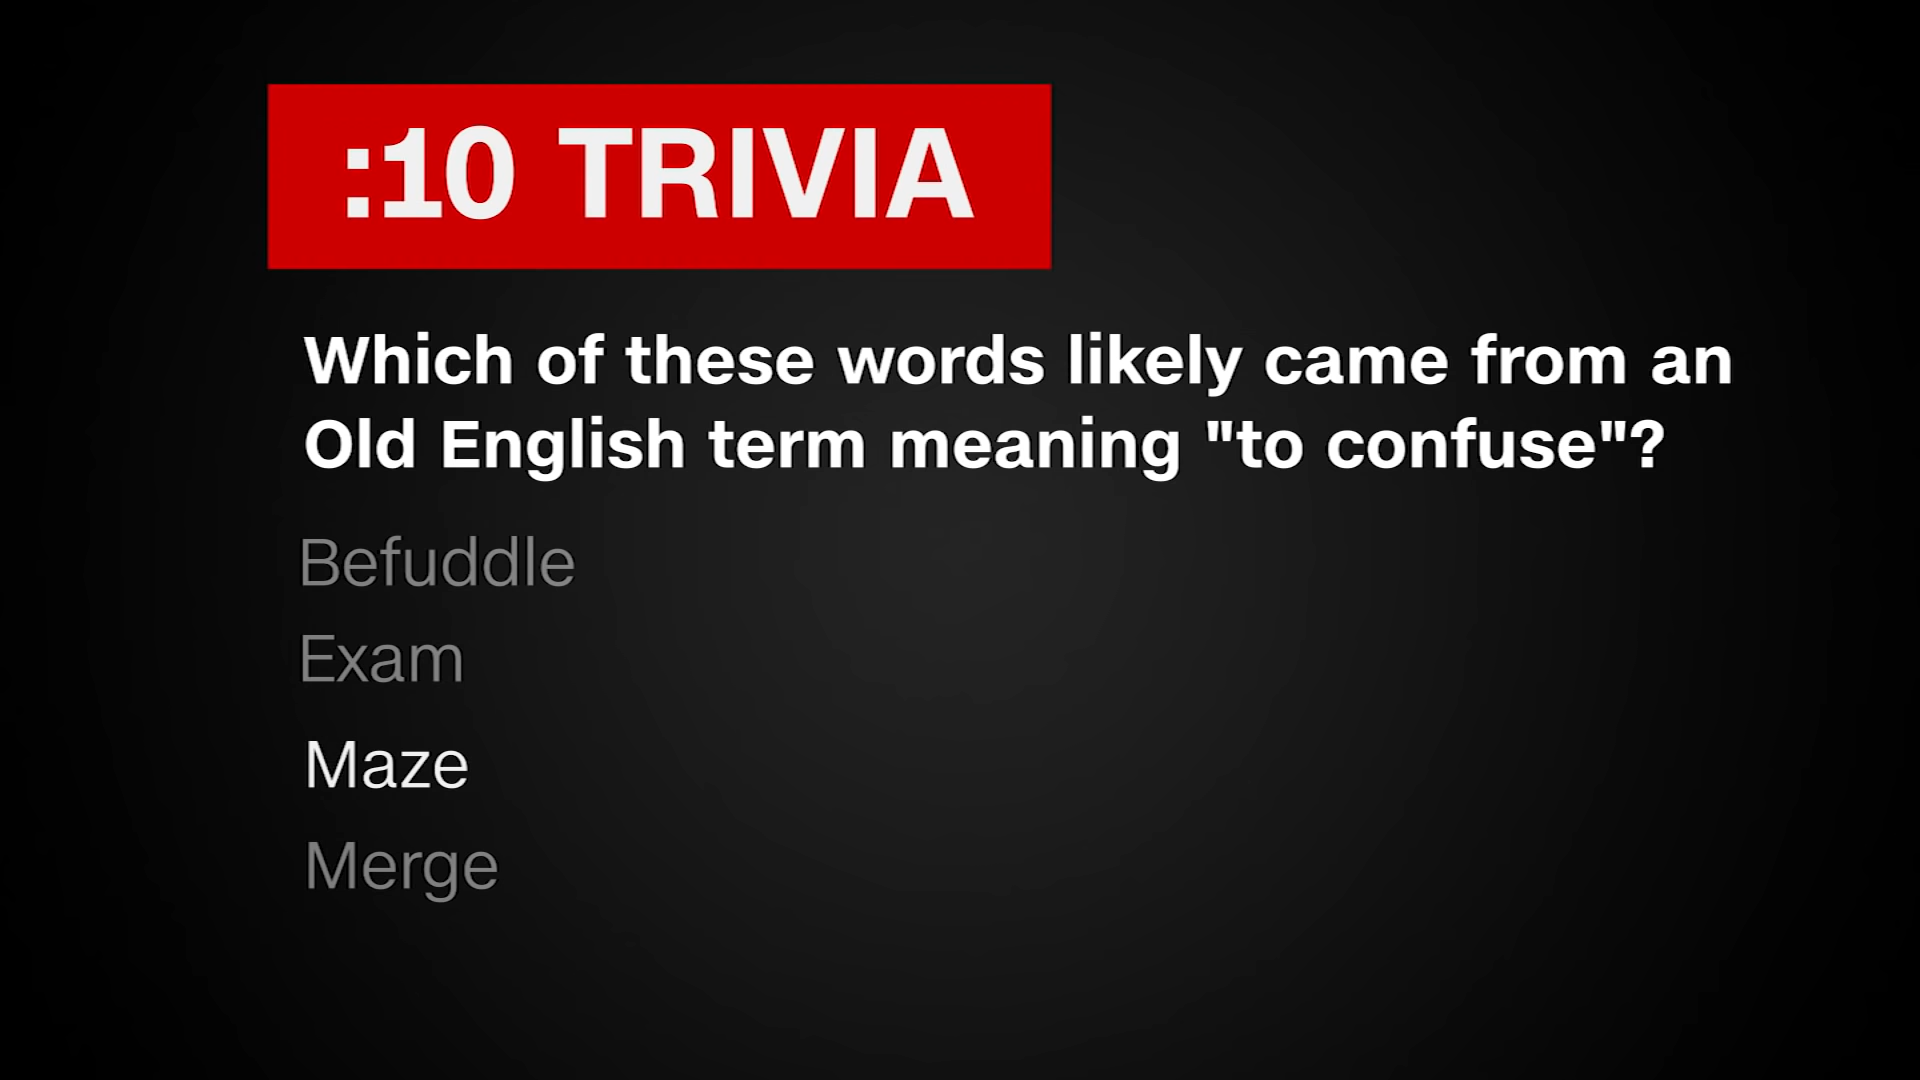 :10 TRIVIA
Which of these words likely came from an
Old English term meaning "to confuse"?
Befuddle
Exam
Maze
Merge